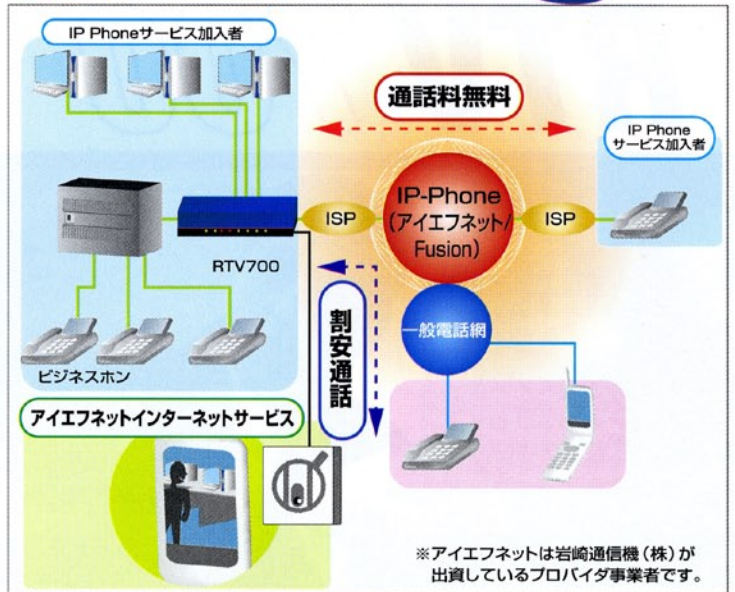 IP Phoneサービス加入者
通話料無料
IP Phone
サービス加入者
ISP
IP-Phone
(アイエフネット/
Fusion)
ISP
RTV700
割安通話
一般電話網
ビジネスホン
アイエフネットインターネットサービス
※アイエフネットは岩崎通信機(株)が
出資しているプロバイダ事業者です。